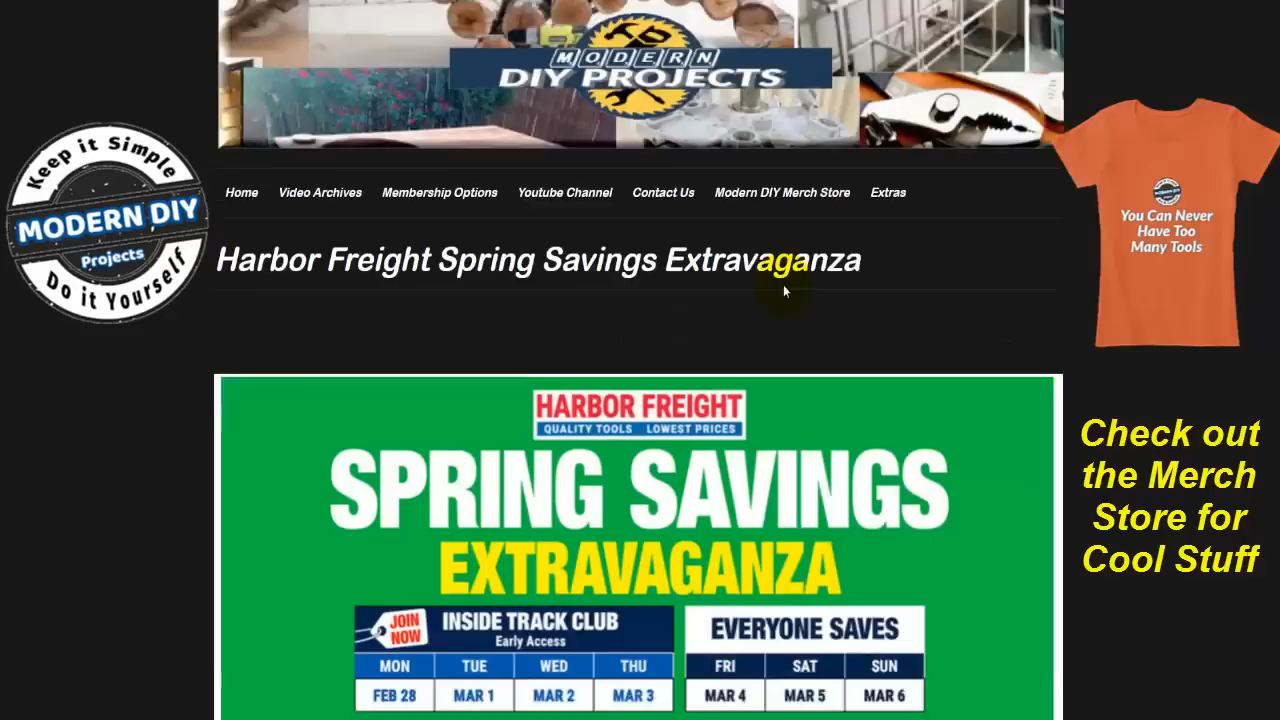 MODERN
DIY PROJECTS
Keep it Simple
MODERN DIY
Projects
Do it Yourself
Home Video Archives Membership Options Youtube Channel Contact Us Modern DIY Merch Store Extras
Harbor Freight Spring Savings Extravaganza
MODERN DIY
You Can Never
Have Too
Many Tools
Check out
the Merch
Store for
Cool Stuff
HARBOR FREIGHT
QUALITY TOOLS LOWEST PRICES
SPRING SAVINGS
EXTRAVAGANZA
JOIN
NOW
INSIDE TRACK CLUB
Early Access
MON TUE WED THU
FEB 28 MAR 1 MAR 2 MAR 3
EVERYONE SAVES
FRI SAT SUN
MAR 4 MAR 5 MAR 6